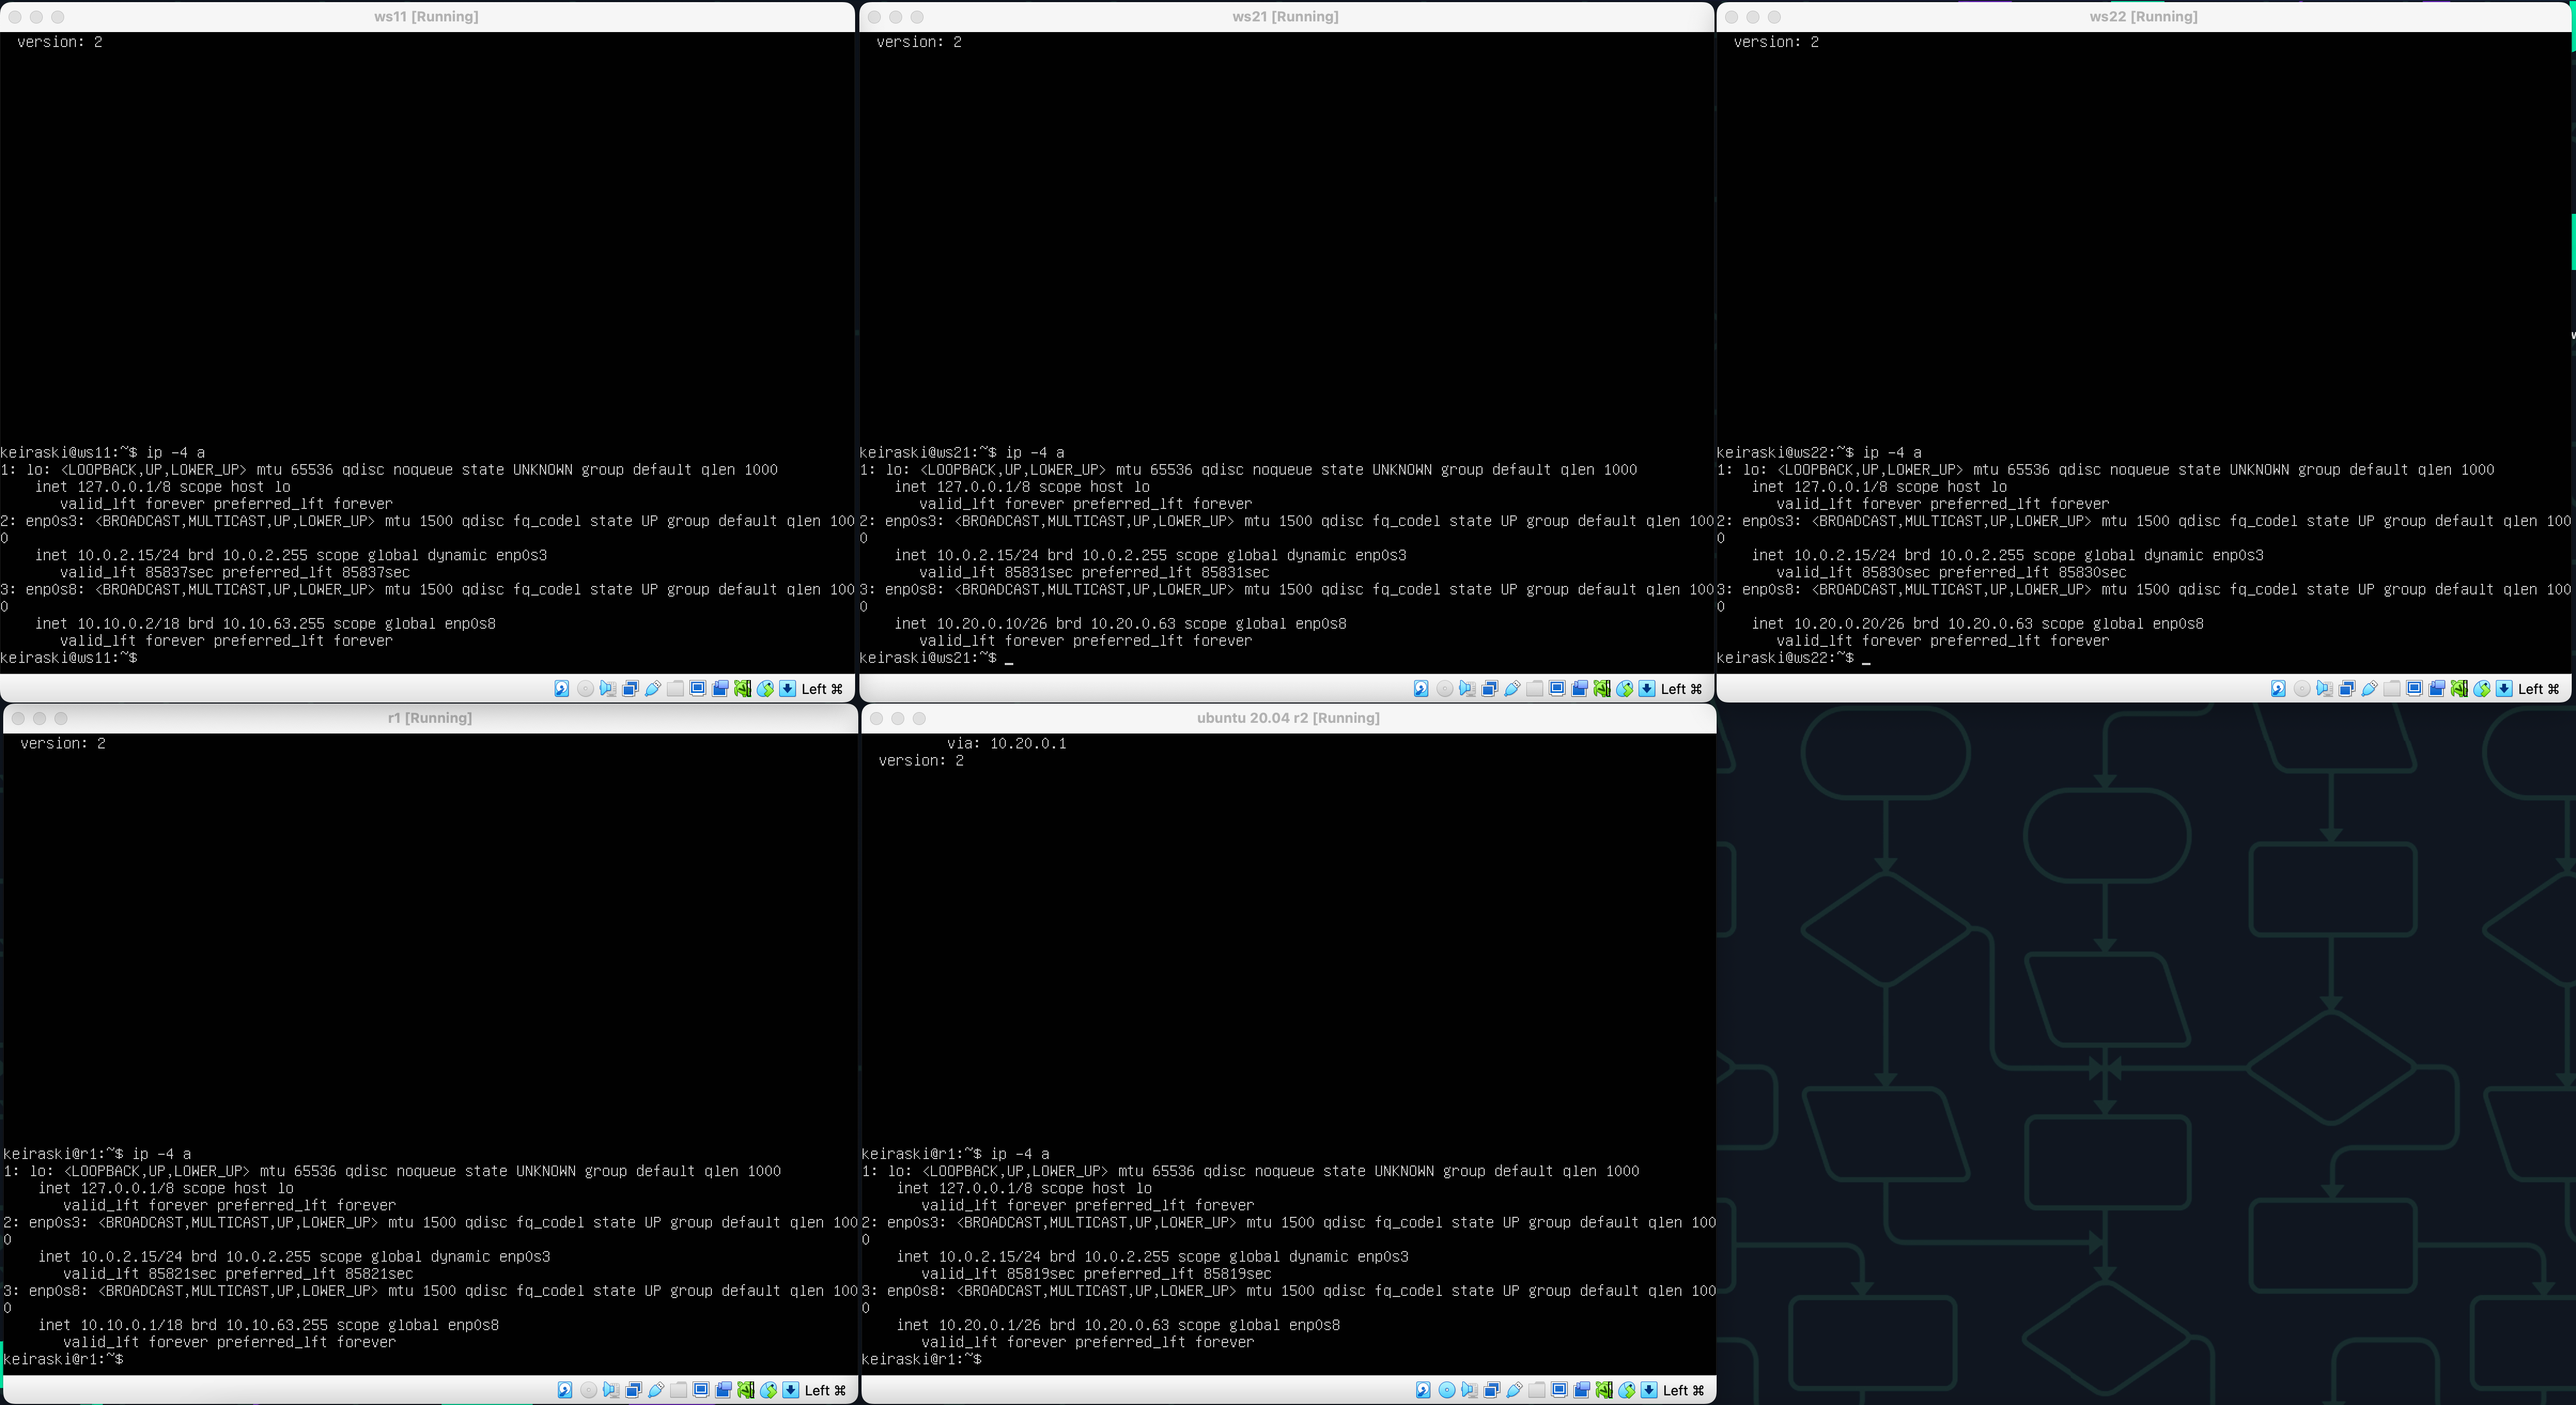 ws11 [Running]
version: 2
keiraski@ws11:~$ ip -4 a
1: lo: <LOOPBACK,UP,LOWER_UP> mtu 65536 qdisc noqueue state UNKNOWN group default qlen 1000
inet 127.0.0.1/8 scope host lo
valid_lft forever preferred_lft forever
2: enp0s3: <BROADCAST,MULTICAST,UP,LOWER_UP> mtu 1500 qdisc fq_codel state UP group default qlen 100
0
inet 10.0.2.15/24 brd 10.0.2.255 scope global dynamic enp0s3
valid_lft 85837sec preferred_lft 85837sec
3: enp0s8: <BROADCAST,MULTICAST,UP,LOWER_UP> mtu 1500 qdisc fq_codel state UP group default qlen 100
0
inet 10.10.0.2/18 brd 10.10.63.255 scope global enp0s8
valid_lft forever preferred_lft forever
keiraski@ws11:~$
Left ⌘
ws21 [Running]
version: 2
keiraski@ws21:~$ ip -4 a
1: lo: <LOOPBACK,UP,LOWER_UP> mtu 65536 qdisc noqueue state UNKNOWN group default qlen 1000
inet 127.0.0.1/8 scope host lo
valid_lft forever preferred_lft forever
2: enp0s3: <BROADCAST,MULTICAST,UP,LOWER_UP> mtu 1500 qdisc fq_codel state UP group default qlen 100
0
inet 10.0.2.15/24 brd 10.0.2.255 scope global dynamic enp0s3
valid_lft 85831sec preferred_lft 85831sec
3: enp0s8: <BROADCAST,MULTICAST,UP,LOWER_UP> mtu 1500 qdisc fq_codel state UP group default qlen 100
0
inet 10.20.0.10/26 brd 10.20.0.63 scope global enp0s8
valid_lft forever preferred_lft forever
keiraski@ws21:~$ _
Left ⌘
ws22 [Running]
version: 2
keiraski@ws22:~$ ip -4 a
1: lo: <LOOPBACK,UP,LOWER_UP> mtu 65536 qdisc noqueue state UNKNOWN group default qlen 1000
inet 127.0.0.1/8 scope host lo
valid_lft forever preferred_lft forever
2: enp0s3: <BROADCAST,MULTICAST,UP,LOWER_UP> mtu 1500 qdisc fq_codel state UP group default qlen 100
0
inet 10.0.2.15/24 brd 10.0.2.255 scope global dynamic enp0s3
valid_lft 85830sec preferred_lft 85830sec
3: enp0s8: <BROADCAST,MULTICAST,UP,LOWER_UP> mtu 1500 qdisc fq_codel state UP group default qlen 100
0
inet 10.20.0.20/26 brd 10.20.0.63 scope global enp0s8
valid_lft forever preferred_lft forever
keiraski@ws22:~$ _
Left ⌘
r1 [Running]
version: 2
keiraski@r1:~$ ip -4 a
1: lo: <LOOPBACK,UP,LOWER_UP> mtu 65536 qdisc noqueue state UNKNOWN group default qlen 1000
inet 127.0.0.1/8 scope host lo
valid_lft forever preferred_lft forever
2: enp0s3: <BROADCAST,MULTICAST,UP,LOWER_UP> mtu 1500 qdisc fq_codel state UP group default qlen 100
0
inet 10.0.2.15/24 brd 10.0.2.255 scope global dynamic enp0s3
valid_lft 85821sec preferred_lft 85821sec
3: enp0s8: <BROADCAST,MULTICAST,UP,LOWER_UP> mtu 1500 qdisc fq_codel state UP group default qlen 100
0
inet 10.10.0.1/18 brd 10.10.63.255 scope global enp0s8
valid_lft forever preferred_lft forever
keiraski@r1:~$
Left ⌘
ubuntu 20.04 r2 [Running]
via: 10.20.0.1
version: 2
keiraski@r1:~$ ip -4 a
1: lo: <LOOPBACK,UP,LOWER_UP> mtu 65536 qdisc noqueue state UNKNOWN group default qlen 1000
inet 127.0.0.1/8 scope host lo
valid_lft forever preferred_lft forever
2: enp0s3: <BROADCAST,MULTICAST,UP,LOWER_UP> mtu 1500 qdisc fq_codel state UP group default qlen 100
0
inet 10.0.2.15/24 brd 10.0.2.255 scope global dynamic enp0s3
valid_lft 85819sec preferred_lft 85819sec
3: enp0s8: <BROADCAST,MULTICAST,UP,LOWER_UP> mtu 1500 qdisc fq_codel state UP group default qlen 100
0
inet 10.20.0.1/26 brd 10.20.0.63 scope global enp0s8
valid_lft forever preferred_lft forever
keiraski@r1:~$
Left ⌘